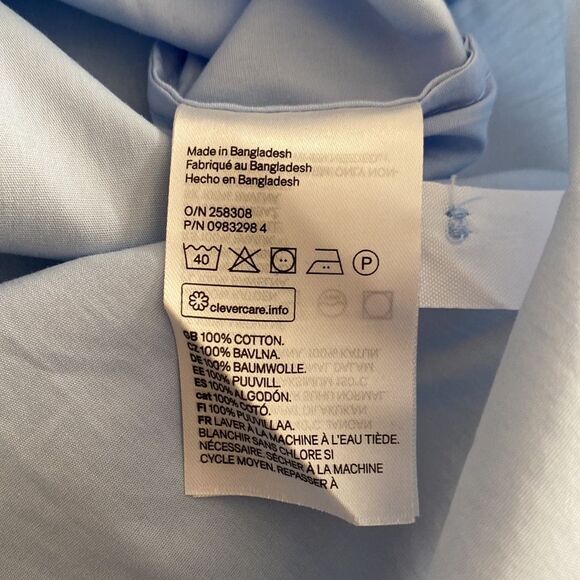 Made in Bangladesh
Fabriqué au Bangladesh
Hecho en Bangladesh
O/N 258308
P/N 0983298 4
40 P
clevercare.info
GB 100% COTTON.
CZ 100% BAVLNA.
DE 100% BAUMWOLLE.
EE 100% PUUVILL.
ES 100% ALGODÓN.
cat 100% COTÓ.
FI 100% PUUVILLAA.
FR LAVER À LA MACHINE À L'EAU TIÈDE.
BLANCHIR SANS CHLORE SI
NÉCESSAIRE. SÉCHER À LA MACHINE
CYCLE MOYEN. REPASSER À